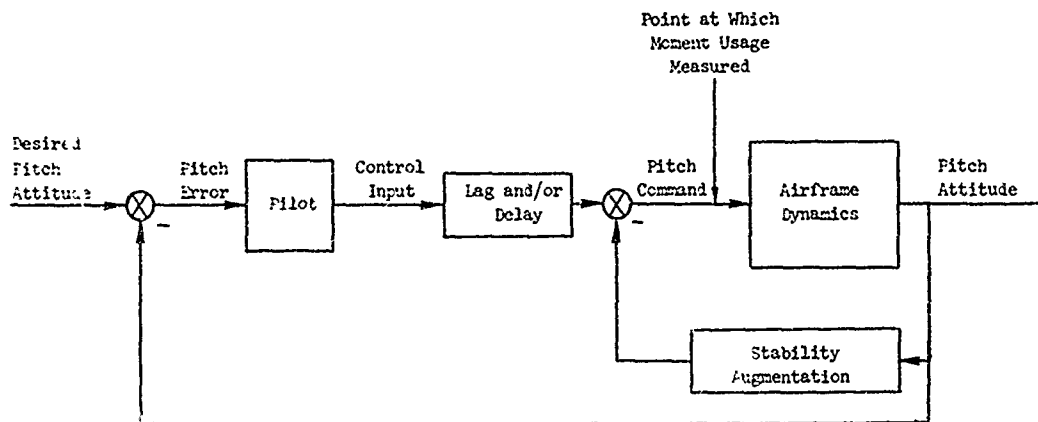 Point at Which
Moment Usage
Measured
Desired
Pitch
Attitude
Pitch
Error
Pilot
Control
Input
Lag and/or
Delay
Pitch
Command
Airframe
Dynamics
Pitch
Attitude
Stability
Augmentation